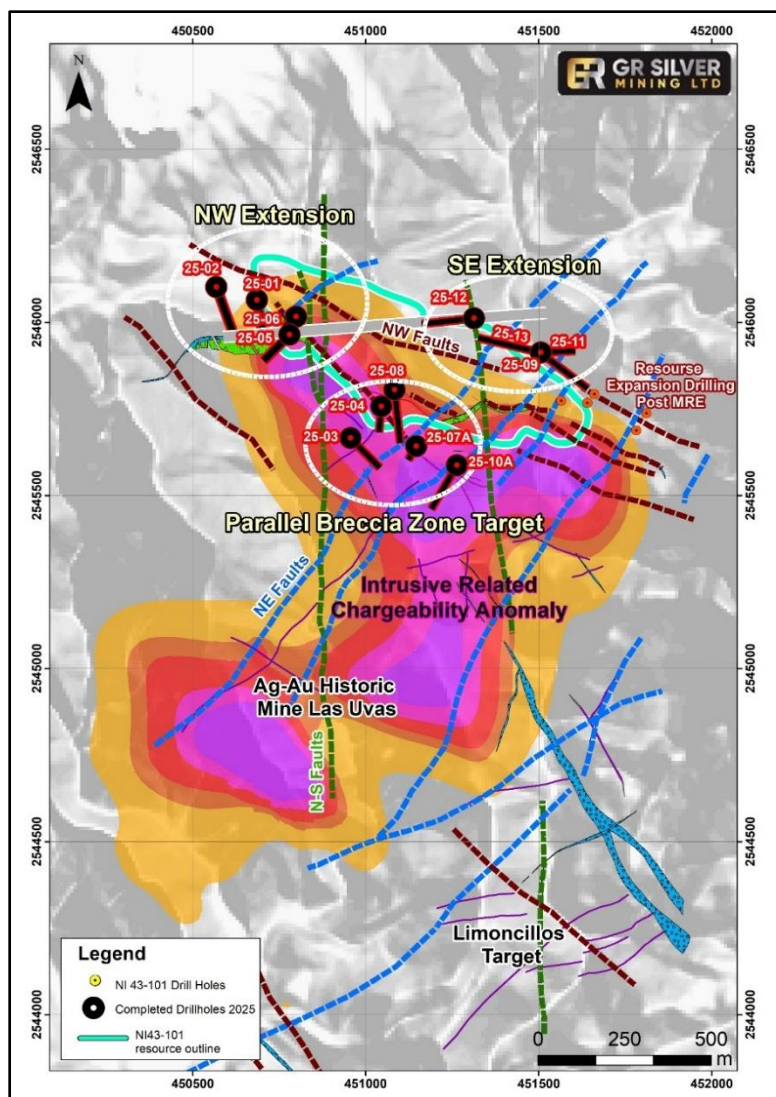 450500
451000
451500
452000
N
GR SILVER
MINING LTD
2546500
2546500
NW Extension
SE Extension
25-02
25-01
25-12
2546000
2546000
25-06
25-05
NW Faults
25-13
25-11
25-09
25-08
Resourse
Expansion Drilling
Post MRE
25-04
25-03
25-07A
25-10A
2545500
2545500
Parallel Breccia Zone Target
NE Faults
Intrusive Related
Chargeability Anomaly
2545000
2545000
Ag-Au Historic
Mine Las Uvas
N-S Faults
2544500
2544500
Limoncillos
Target
Legend
NI 43-101 Drill Holes
Completed Drillholes 2025
NI43-101
resource outline
2544000
2544000
0
250
500
m
450500
451000
451500
452000